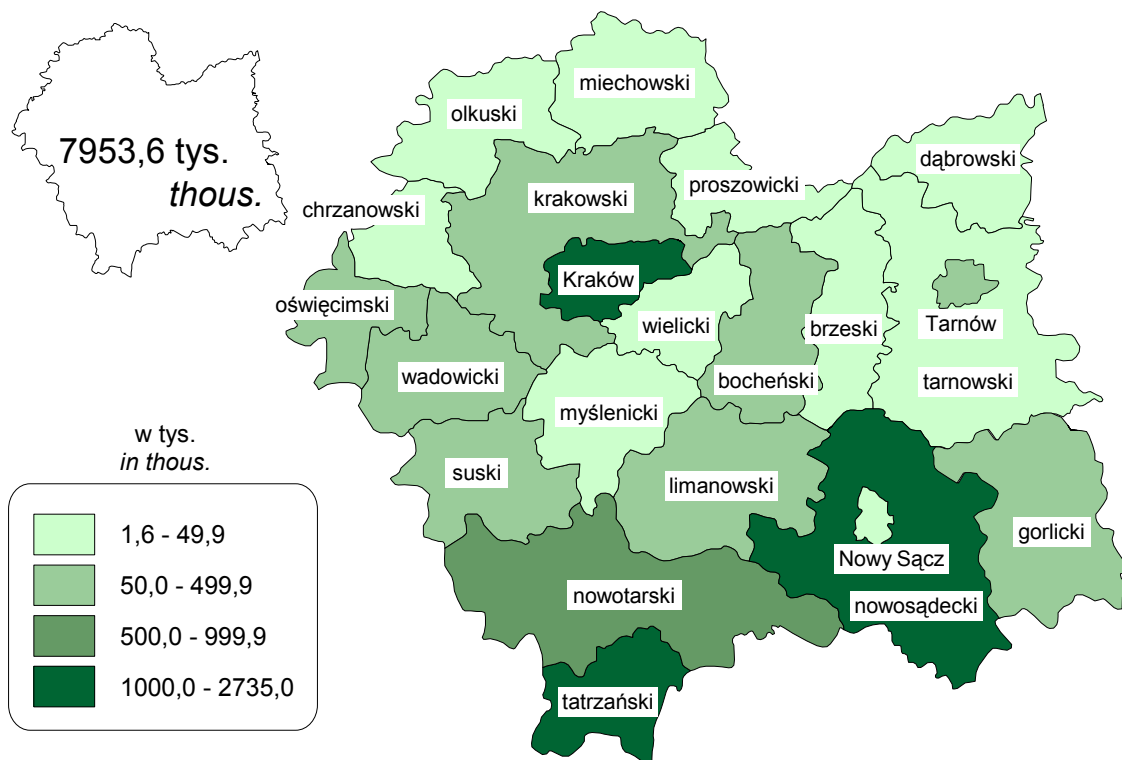 7953,6 tys.
thous.
miechowski
olkuski
dąbrowski
proszowicki
krakowski
chrzanowski
Kraków
oświęcimski
wielicki
brzeski
Tarnów
wadowicki
bocheński
tarnowski
myślenicki
suski
limanowski
gorlicki
Nowy Sącz
nowotarski
nowosądecki
tatrzański
w tys.
in thous.
1,6 - 49,9
50,0 - 499,9
500,0 - 999,9
1000,0 - 2735,0